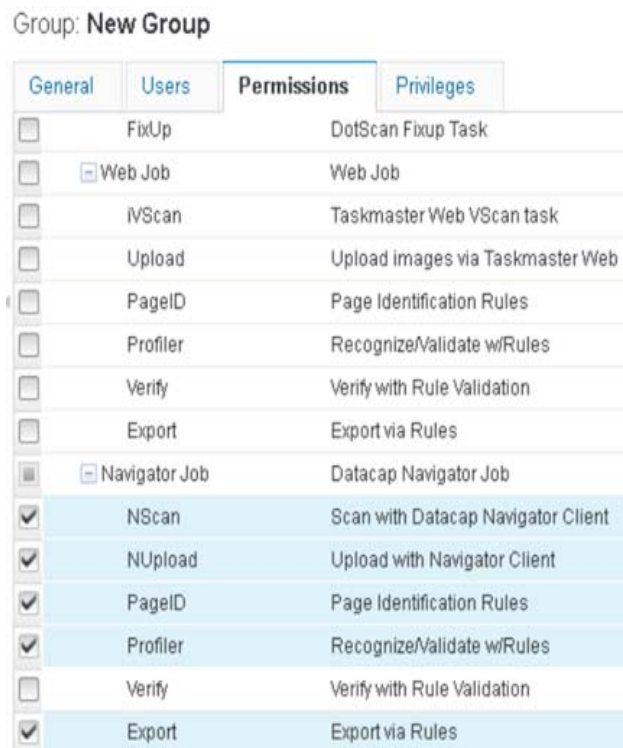 Group: New Group
General Users Permissions Privileges
FixUp DotScan Fixup Task
Web Job Web Job
iVScan Taskmaster Web VScan task
Upload Upload images via Taskmaster Web
PageID Page Identification Rules
Profiler Recognize/Validate w/Rules
Verify Verify with Rule Validation
Export Export via Rules
Navigator Job Datacap Navigator Job
NScan Scan with Datacap Navigator Client
NUpload Upload with Navigator Client
PageID Page Identification Rules
Profiler Recognize/Validate w/Rules
Verify Verify with Rule Validation
Export Export via Rules